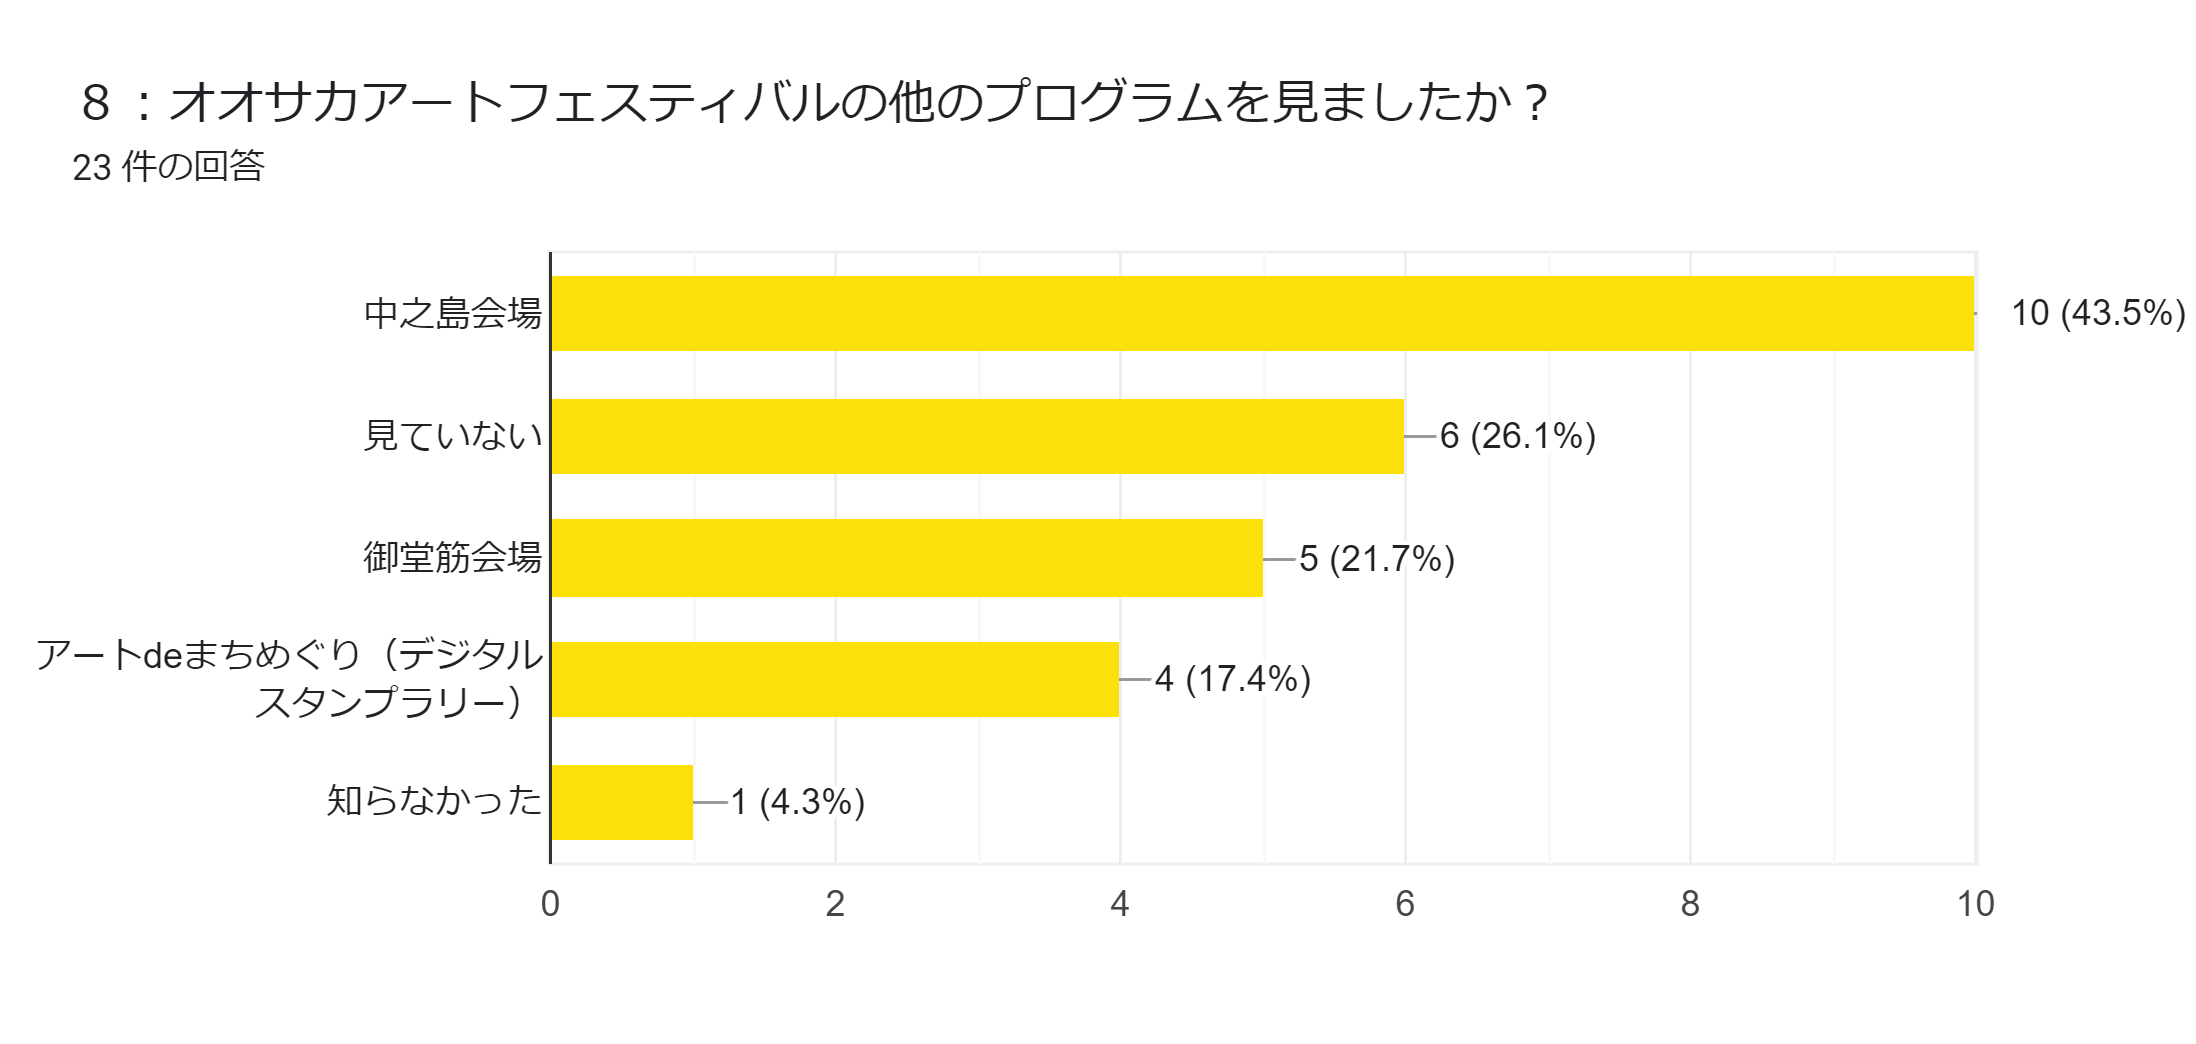 8：オオサカアートフェスティバルの他のプログラムを見ましたか？
23 件の回答
中之島会場
10 (43.5%)
見ていない
6 (26.1%)
御堂筋会場
5 (21.7%)
アートdeまちめぐり（デジタル
スタンプラリー）
4 (17.4%)
知らなかった
1 (4.3%)
0 2 4 6 8 10